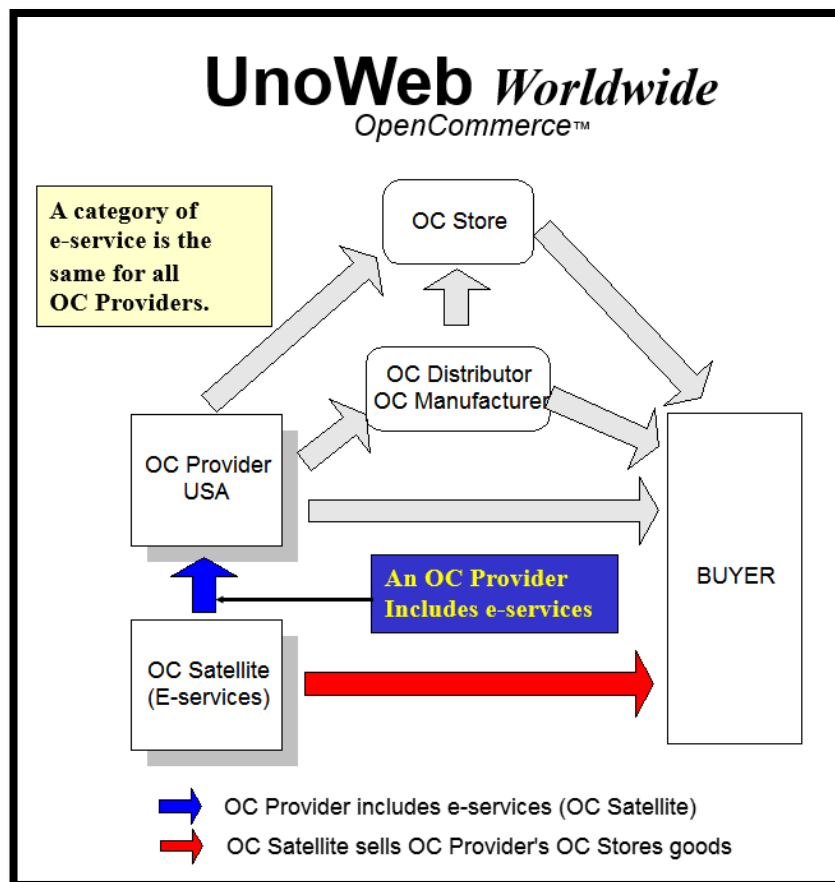 UnoWeb Worldwide
OpenCommerce™
A category of
e-service is the
same for all
OC Providers.
OC Store
OC Distributor
OC Manufacturer
OC Provider
USA
An OC Provider
Includes e-services
BUYER
OC Satellite
(E-services)
OC Provider includes e-services (OC Satellite)
OC Satellite sells OC Provider's OC Stores goods